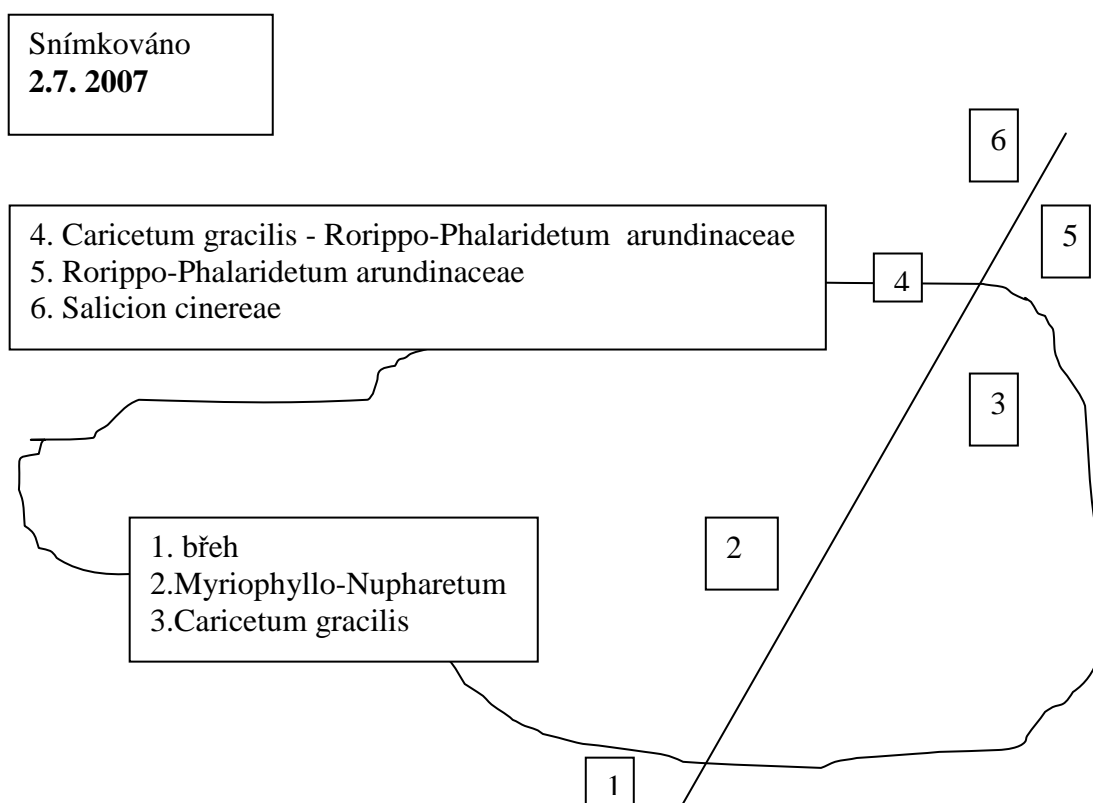 Snímkováno
2.7. 2007
6
4. Caricetum gracilis - Rorippo-Phalaridetum  arundinaceae
5. Rorippo-Phalaridetum arundinaceae
6. Salicion cinereae
5
4
3
1. břeh
2.Myriophyllo-Nupharetum
3.Caricetum gracilis
2
1